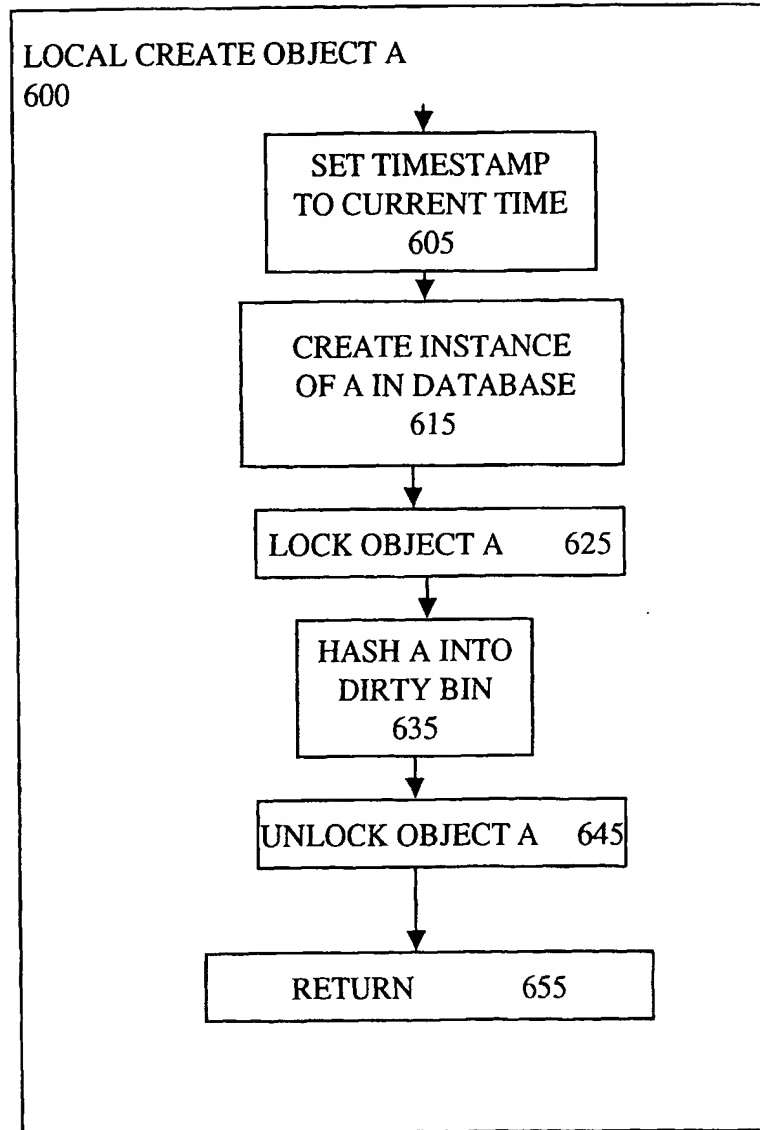 LOCAL CREATE OBJECT A
600
SET TIMESTAMP
TO CURRENT TIME
605
CREATE INSTANCE
OF A IN DATABASE
615
LOCK OBJECT A 625
HASH A INTO
DIRTY BIN
635
UNLOCK OBJECT A 645
RETURN 655